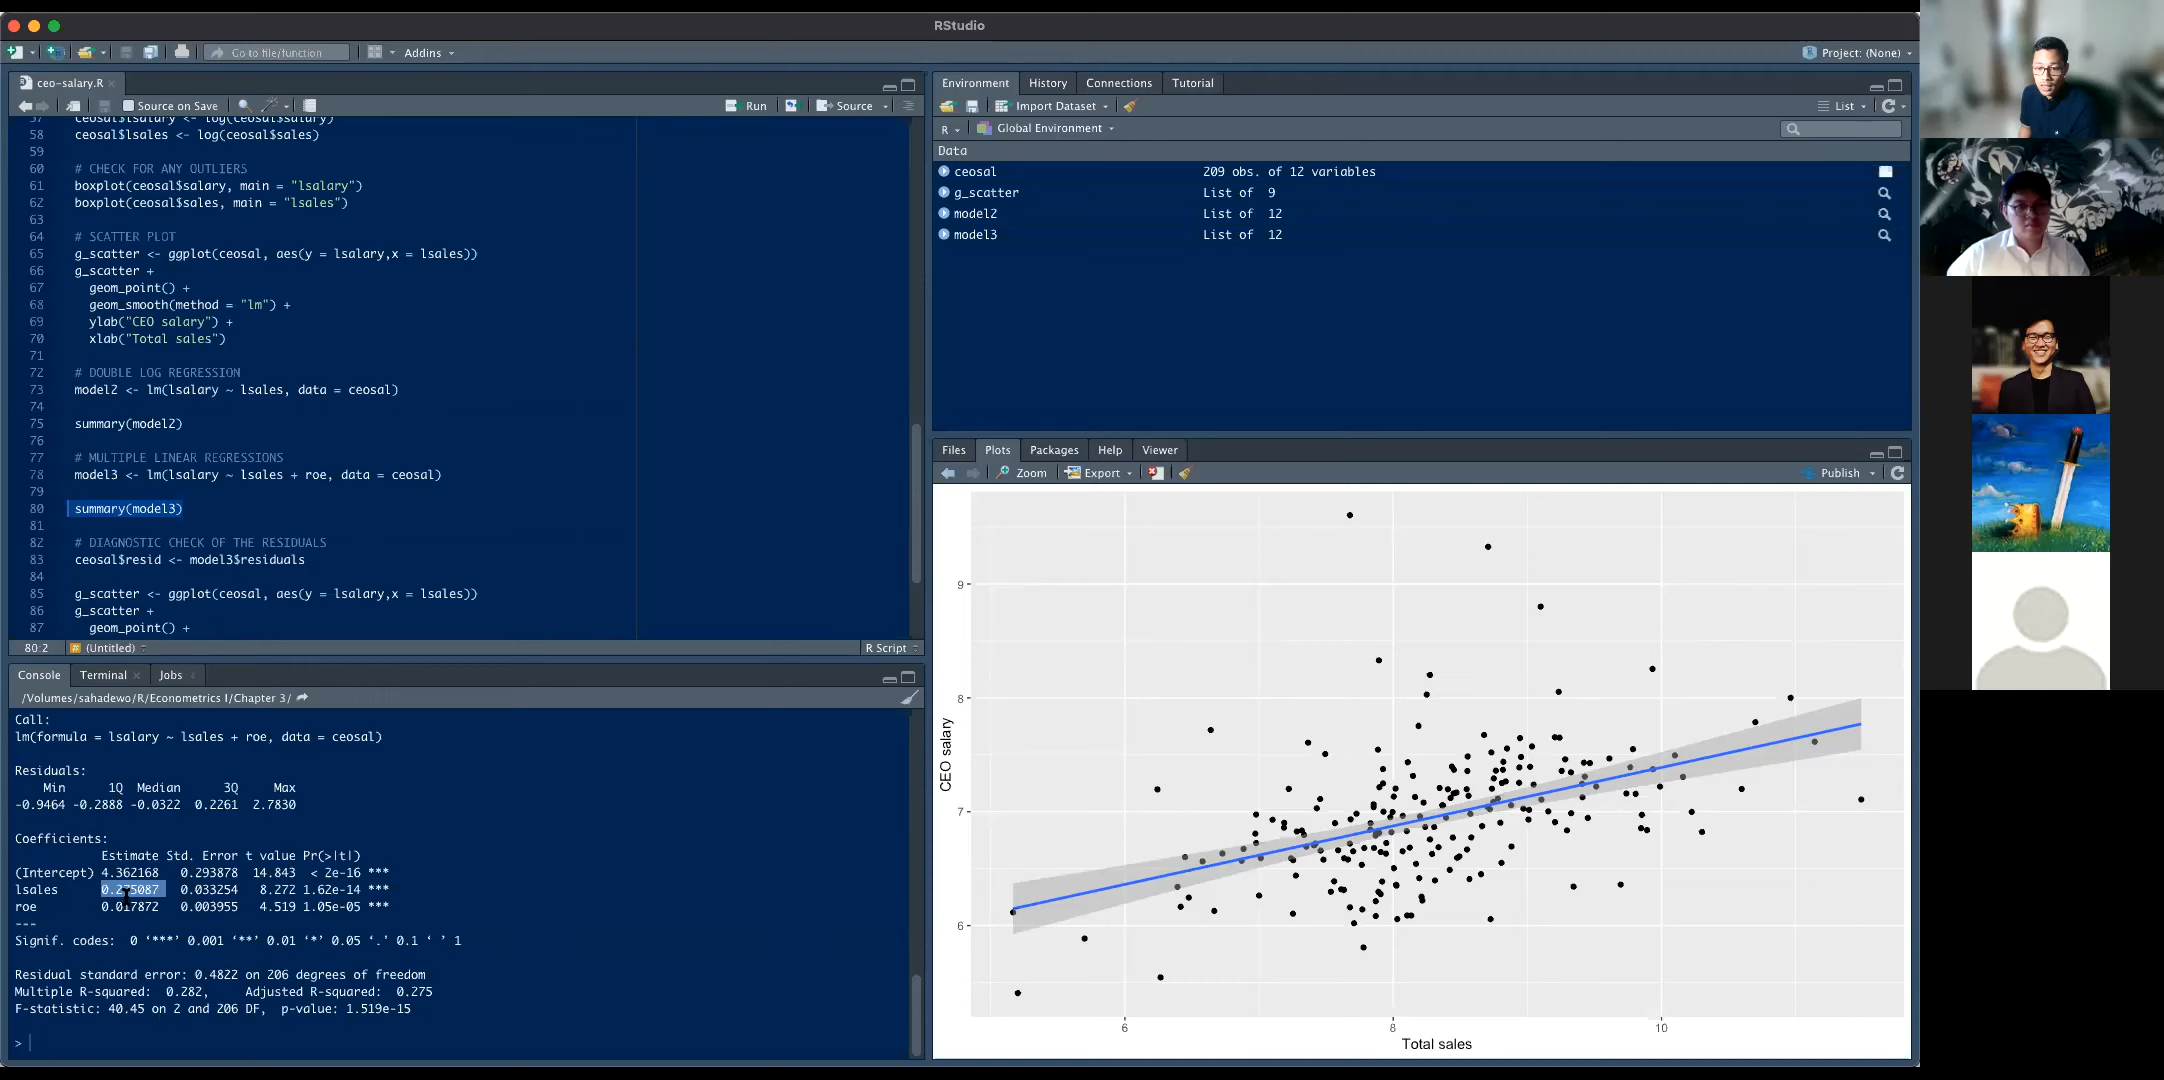 RStudio
Go to file/function
Addins
Project: (None)
ceo-salary.R
Source on Save
Run
Source
57 ceosal$lsalary <- log(ceosal$salary)
58 ceosal$lsales <- log(ceosal$sales)
59
60 # CHECK FOR ANY OUTLIERS
61 boxplot(ceosal$salary, main = "lsalary")
62 boxplot(ceosal$sales, main = "lsales")
63
64 # SCATTER PLOT
65 g_scatter <- ggplot(ceosal, aes(y = lsalary,x = lsales))
66 g_scatter +
67 geom_point() +
68 geom_smooth(method = "lm") +
69 ylab("CEO salary") +
70 xlab("Total sales")
71
72 # DOUBLE LOG REGRESSION
73 model2 <- lm(lsalary ~ lsales, data = ceosal)
74
75 summary(model2)
76
77 # MULTIPLE LINEAR REGRESSIONS
78 model3 <- lm(lsalary ~ lsales + roe, data = ceosal)
79
80 summary(model3)
81
82 # DIAGNOSTIC CHECK OF THE RESIDUALS
83 ceosal$resid <- model3$residuals
84
85 g_scatter <- ggplot(ceosal, aes(y = lsalary,x = lsales))
86 g_scatter +
87 geom_point() +
80:2 # (Untitled) R Script
Console Terminal Jobs
/Volumes/sahadewo/R/Econometrics I/Chapter 3/
Call:
lm(formula = lsalary ~ lsales + roe, data = ceosal)
Residuals:
Min 1Q Median 3Q Max
-0.9464 -0.2888 -0.0322 0.2261 2.7830
Coefficients:
Estimate Std. Error t value Pr(>|t|)
(Intercept) 4.362168 0.293878 14.843 < 2e-16 ***
lsales 0.275087 0.033254 8.272 1.62e-14 ***
roe 0.017872 0.003955 4.519 1.05e-05 ***
---
Signif. codes: 0 ‘***’ 0.001 ‘**’ 0.01 ‘*’ 0.05 ‘.’ 0.1 ‘ ’ 1
Residual standard error: 0.4822 on 206 degrees of freedom
Multiple R-squared: 0.282, Adjusted R-squared: 0.275
F-statistic: 40.45 on 2 and 206 DF, p-value: 1.519e-15
>
Environment History Connections Tutorial
Import Dataset List
R Global Environment
Data
ceosal 209 obs. of 12 variables
g_scatter List of 9
model2 List of 12
model3 List of 12
Files Plots Packages Help Viewer
Zoom Export Publish
9
8
7
6
CEO salary
6 8 10
Total sales